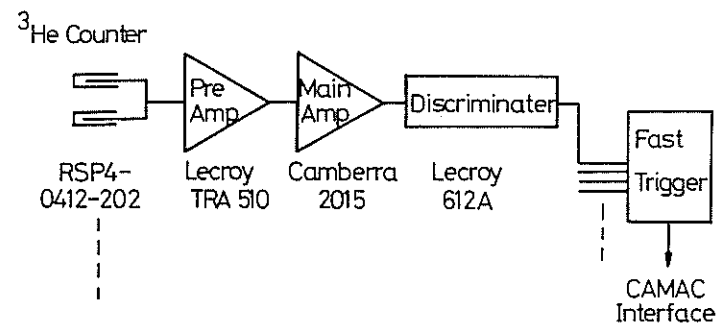 ³He Counter
Pre
Amp
Main
Amp
Discriminater
Fast
Trigger
RSP4-
0412-202
Lecroy
TRA 510
Camberra
2015
Lecroy
612A
CAMAC
Interface